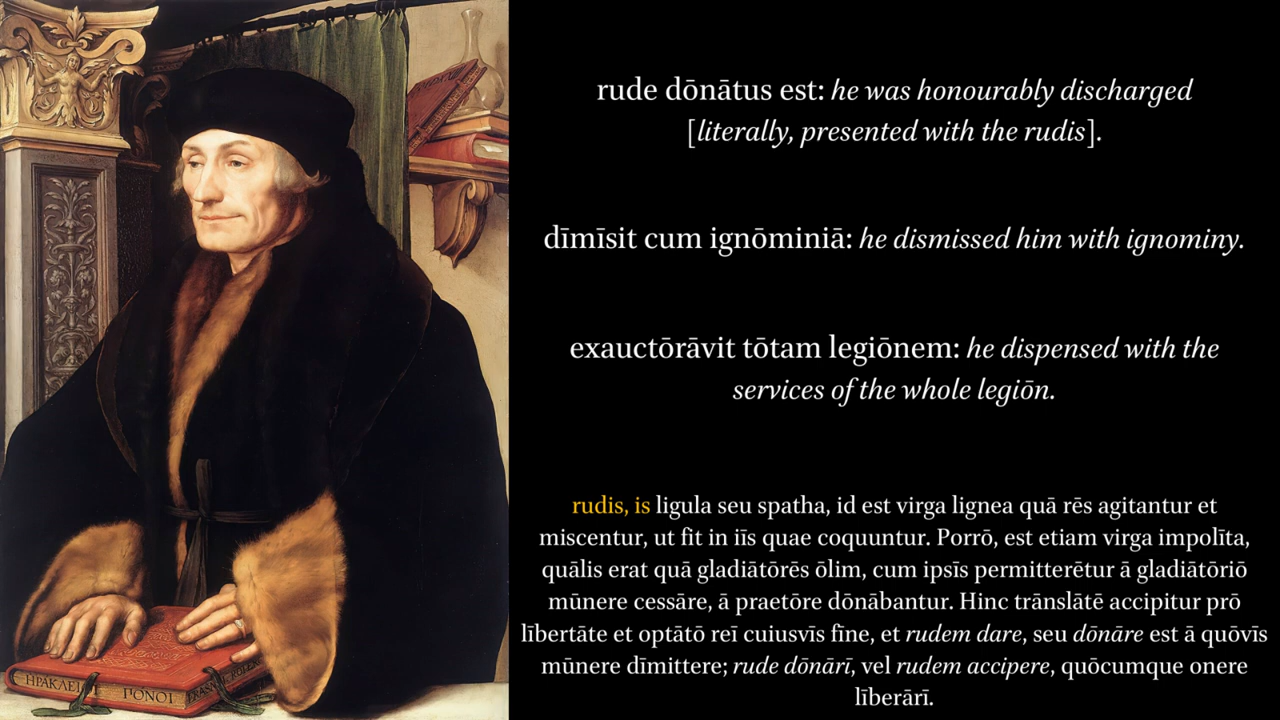 rude dōnātus est: he was honourably discharged
[literally, presented with the rudis].
dīmīsit cum ignōminiā: he dismissed him with ignominy.
exauctōrāvit tōtam legiōnem: he dispensed with the
services of the whole legiōn.
rudis, is ligula seu spatha, id est virga lignea quā rēs agitantur et
miscentur, ut fit in iīs quae coquuntur. Porrō, est etiam virga impolīta,
quālis erat quā gladiātōrēs ōlim, cum ipsīs permitterētur ā gladiātōriō
mūnere cessāre, ā praetōre dōnābantur. Hinc trānslātē accipitur prō
lībertāte et optātō reī cuiusvīs fīne, et rudem dare, seu dōnāre est ā quōvīs
mūnere dīmittere; rude dōnārī, vel rudem accipere, quōcumque onere
līberārī.
ΗΡΑΚΛΕΙ ΠΟΝΟΙ